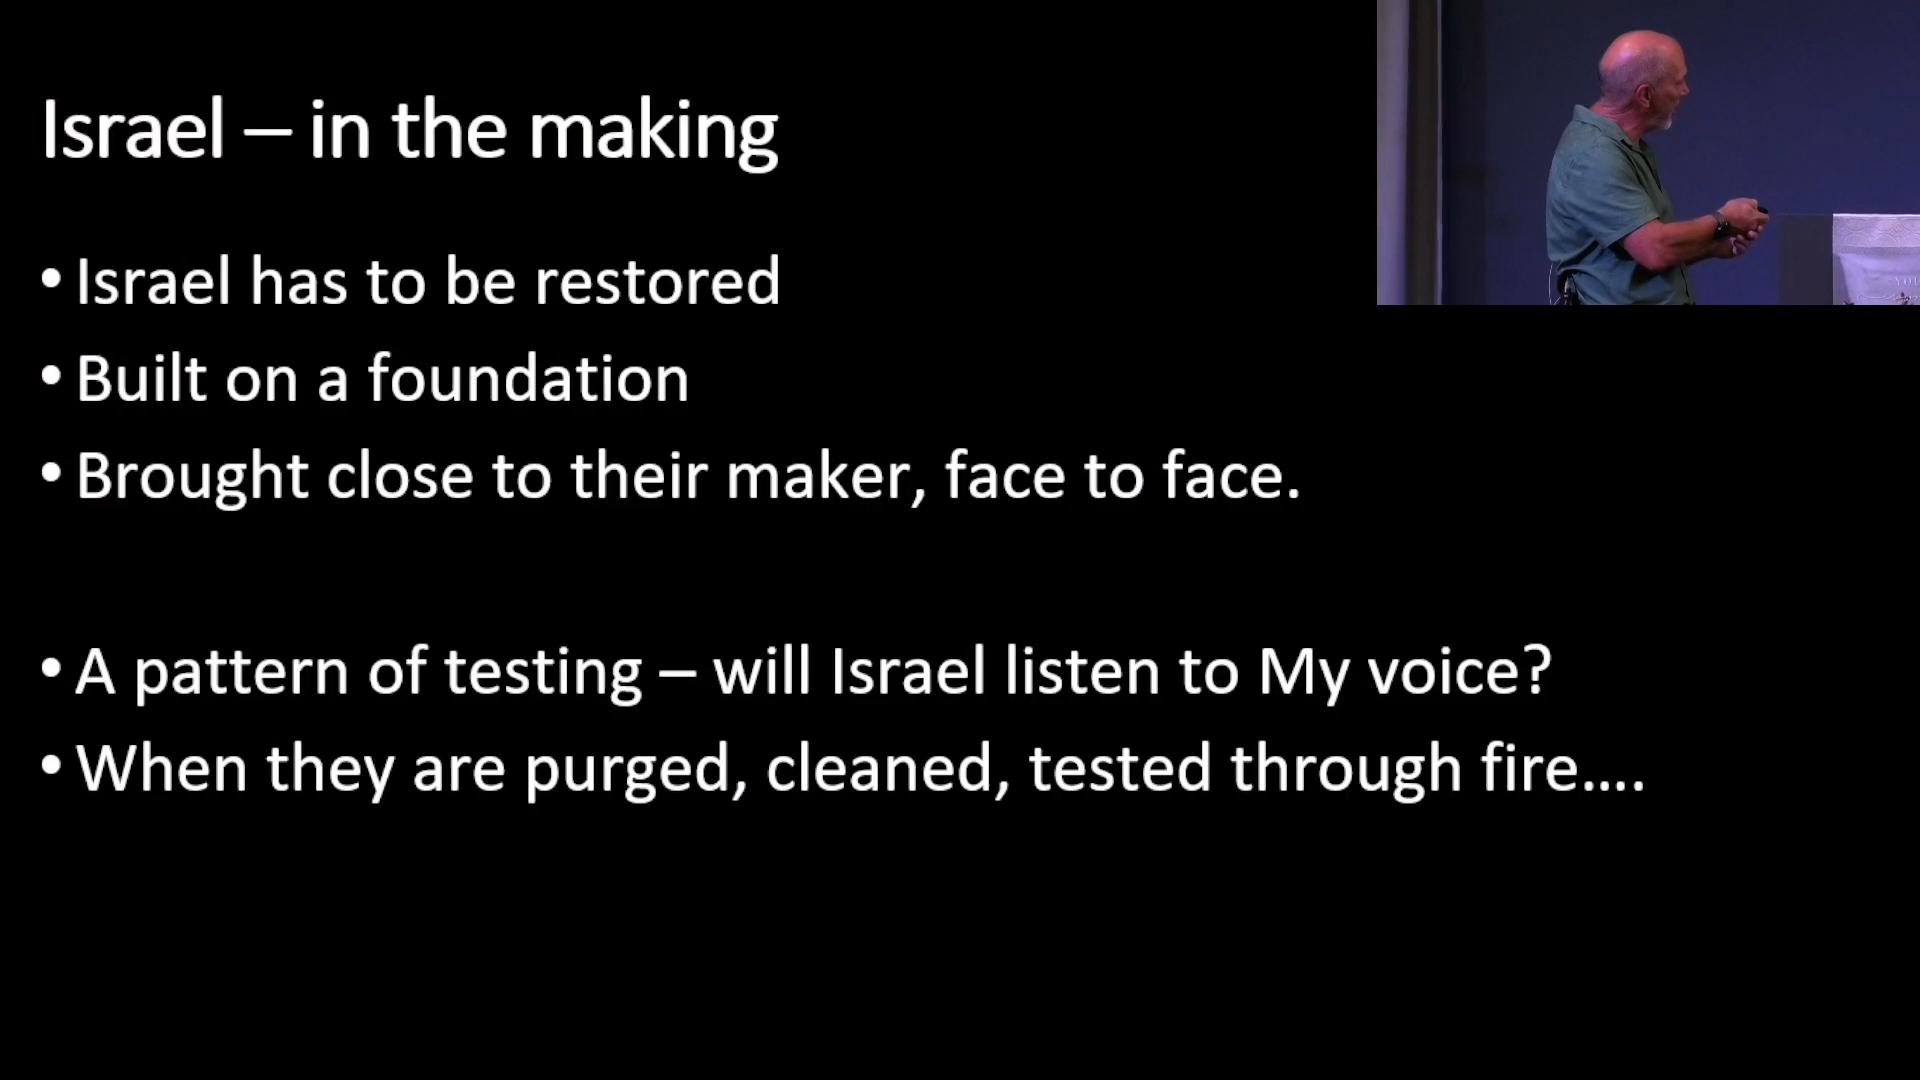 Israel – in the making
• Israel has to be restored
• Built on a foundation
• Brought close to their maker, face to face.
• A pattern of testing – will Israel listen to My voice?
• When they are purged, cleaned, tested through fire....